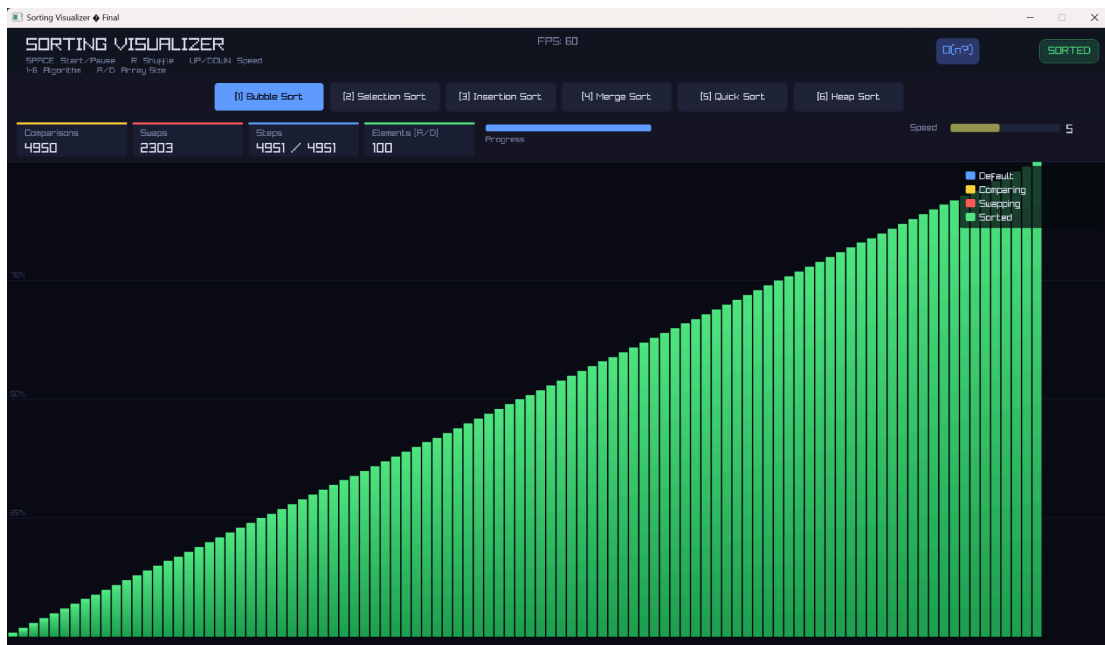 Sorting Visualizer � Final
SORTING VISUALIZER
SPACE Start/Pause R Shuffle UP/DOWN Speed
1-6 Algorithm A/D Array Size
FPS: 60
O(n?)
SORTED
[1] Bubble Sort
[2] Selection Sort
[3] Insertion Sort
[4] Merge Sort
[5] Quick Sort
[6] Heap Sort
Comparisons
4950
Swaps
2303
Steps
4951 / 4951
Elements [A/D]
100
Progress
Speed
5
Default
Comparing
Swapping
Sorted
75%
50%
25%